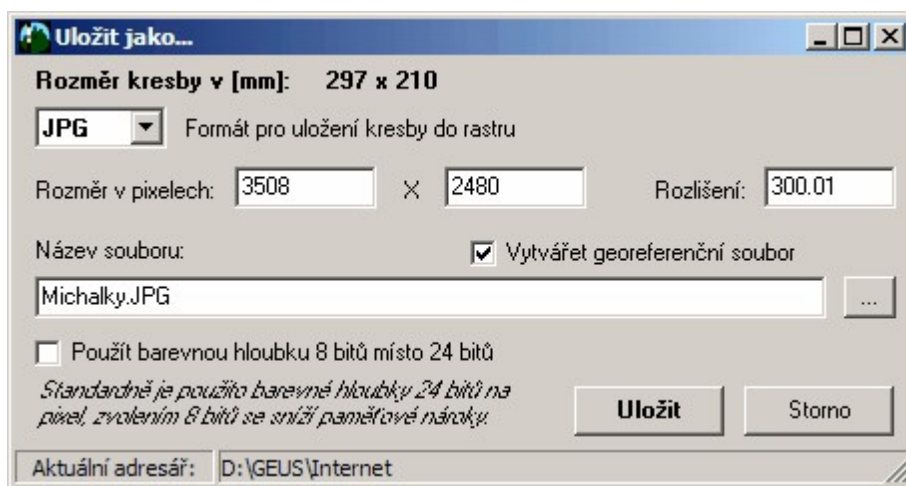 Uložit jako...
Rozměr kresby v [mm]: 297 x 210
JPG Formát pro uložení kresby do rastru
Rozměr v pixelech: 3508 X 2480 Rozlišení: 300.01
Název souboru: Vytvářet georeferenční soubor
Michalky.JPG ...
Použít barevnou hloubku 8 bitů místo 24 bitů
Standardně je použito barevné hloubky 24 bitů na
pixel, zvolením 8 bitů se sníží paměťové nároky.
Uložit Storno
Aktuální adresář: D:\GEUS\Internet